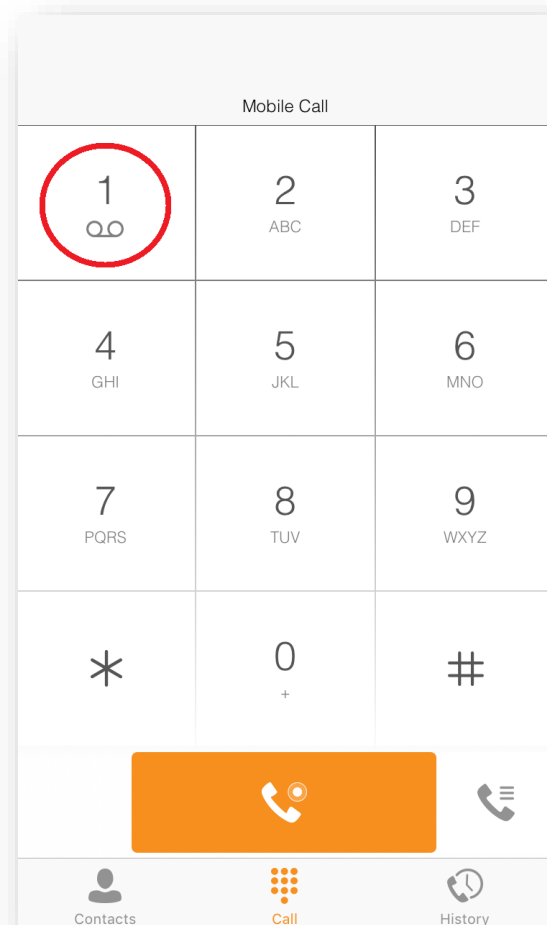 Mobile Call
1 2 3
ABC DEF
4 5 6
GHI JKL MNO
7 8 9
PQRS TUV WXYZ
* 0 #
+
Contacts Call History